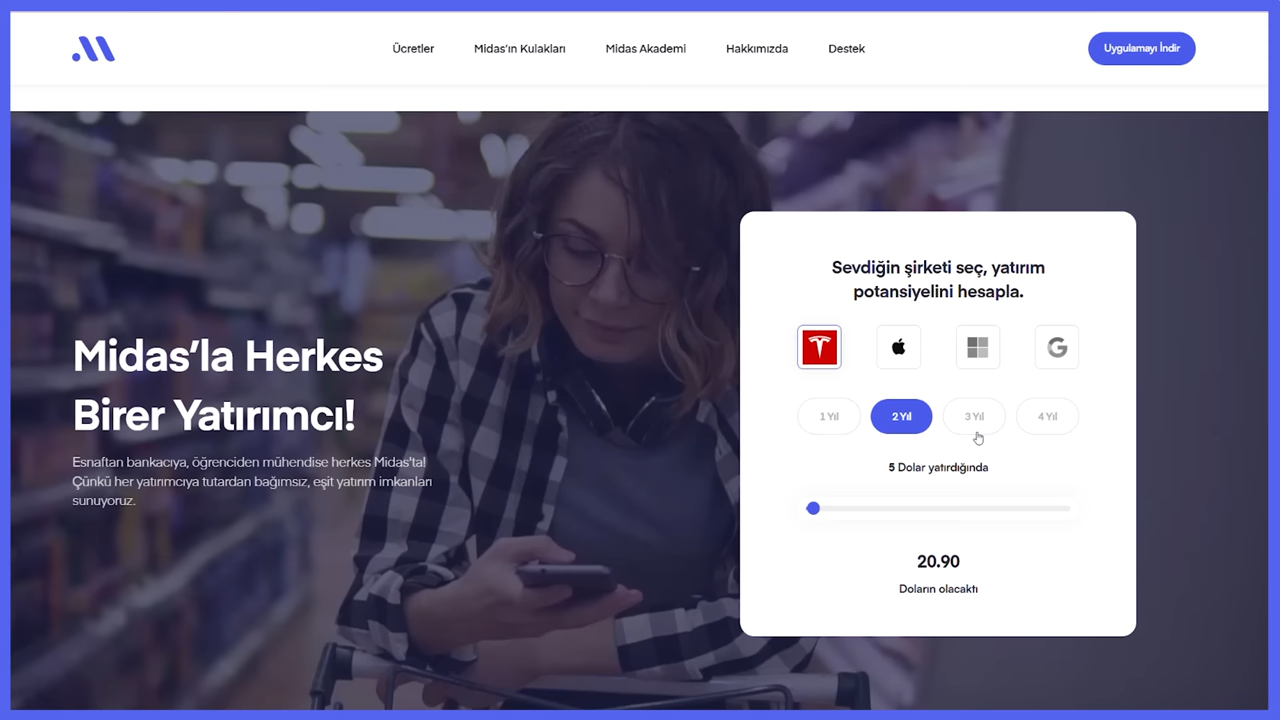 Ücretler Midas'ın Kulakları Midas Akademi Hakkımızda Destek Uygulamayı İndir
Midas'la Herkes
Birer Yatırımcı!
Esnaftan bankacıya, öğrenciden mühendise herkes Midas'ta!
Çünkü her yatırımcıya tutardan bağımsız, eşit yatırım imkanları
sunuyoruz.
Sevdiğin şirketi seç, yatırım
potansiyelini hesapla.
1 Yıl 2 Yıl 3 Yıl 4 Yıl
5 Dolar yatırdığında
20.90
Doların olacaktı